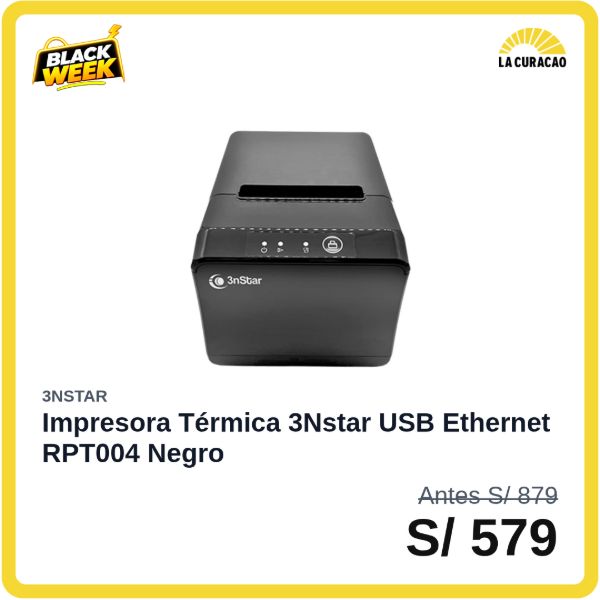 BLACK
WEEK
LA CURACAO
3nStar
3NSTAR
Impresora Térmica 3Nstar USB Ethernet
RPT004 Negro
Antes S/ 879
S/ 579